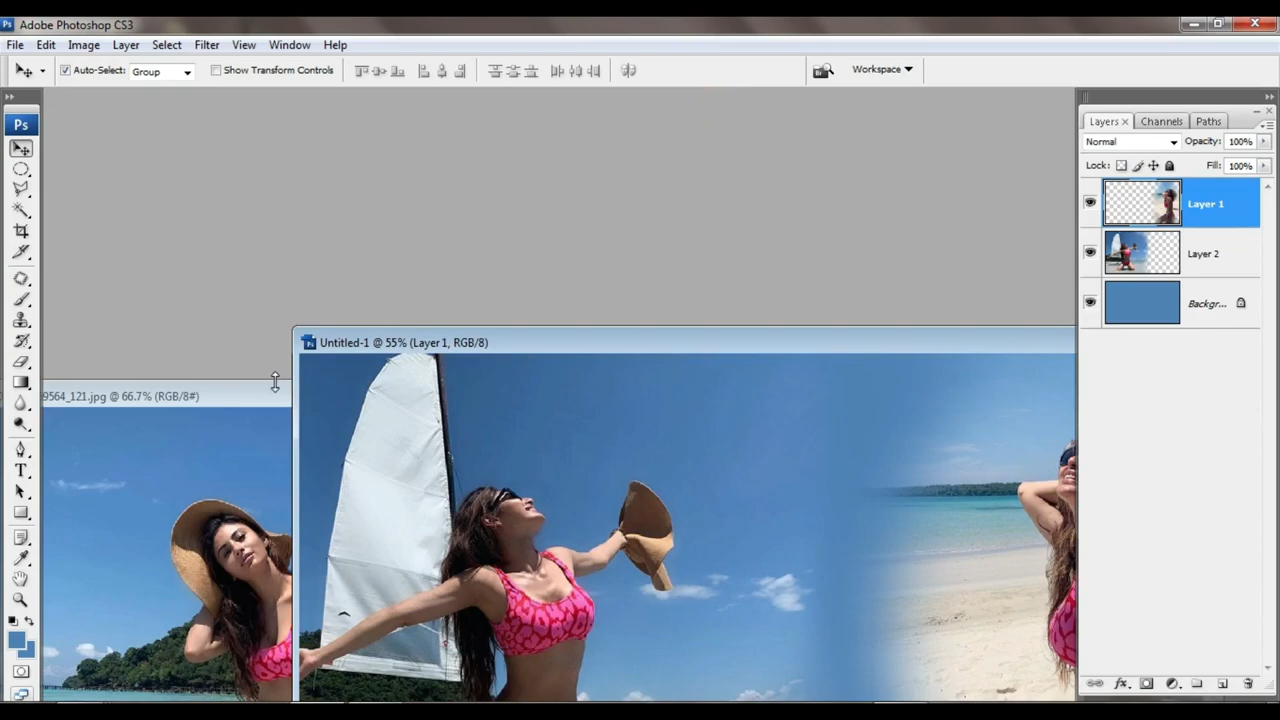 Ps Adobe Photoshop CS3
File Edit Image Layer Select Filter View Window Help
Auto-Select: Group Show Transform Controls Workspace
Ps
Layers Channels Paths
Normal Opacity: 100%
Lock: Fill: 100%
Layer 1
Layer 2
Backgr...
Untitled-1 @ 55% (Layer 1, RGB/8)
9564_121.jpg @ 66.7% (RGB/8#)